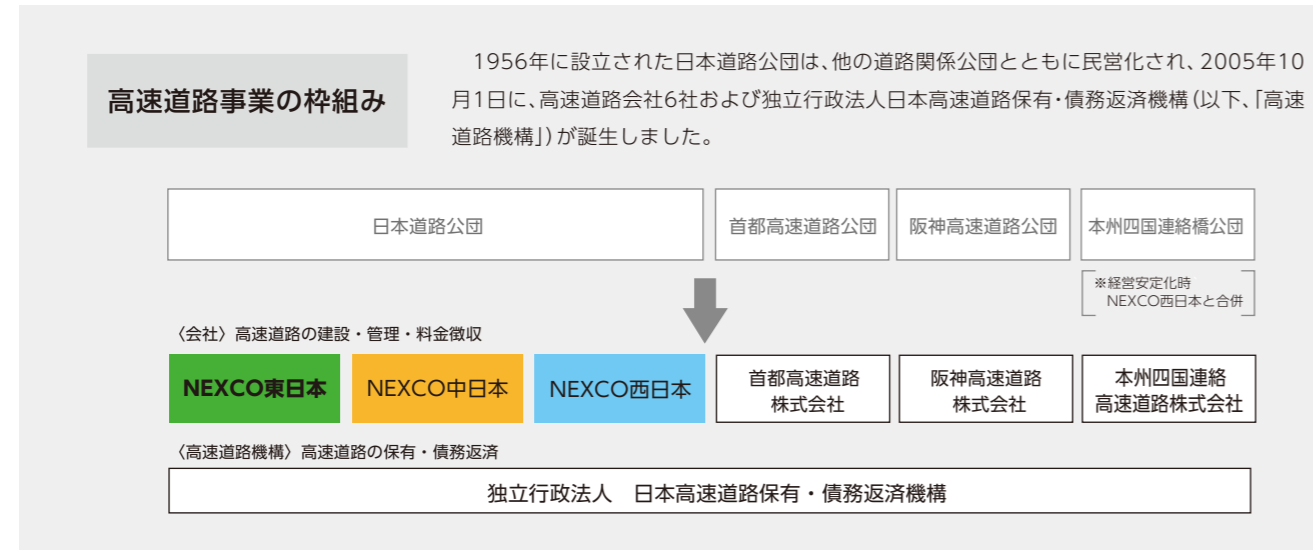 高速道路事業の枠組み
1956年に設立された日本道路公団は、他の道路関係公団とともに民営化され、2005年10
月1日に、高速道路会社6社および独立行政法人日本高速道路保有・債務返済機構(以下、「高速
道路機構」)が誕生しました。
日本道路公団
首都高速道路公団
阪神高速道路公団
本州四国連絡橋公団
※経営安定化時
NEXCO西日本と合併
〈会社〉高速道路の建設・管理・料金徴収
NEXCO東日本
NEXCO中日本
NEXCO西日本
首都高速道路
株式会社
阪神高速道路
株式会社
本州四国連絡
高速道路株式会社
〈高速道路機構〉高速道路の保有・債務返済
独立行政法人　日本高速道路保有・債務返済機構